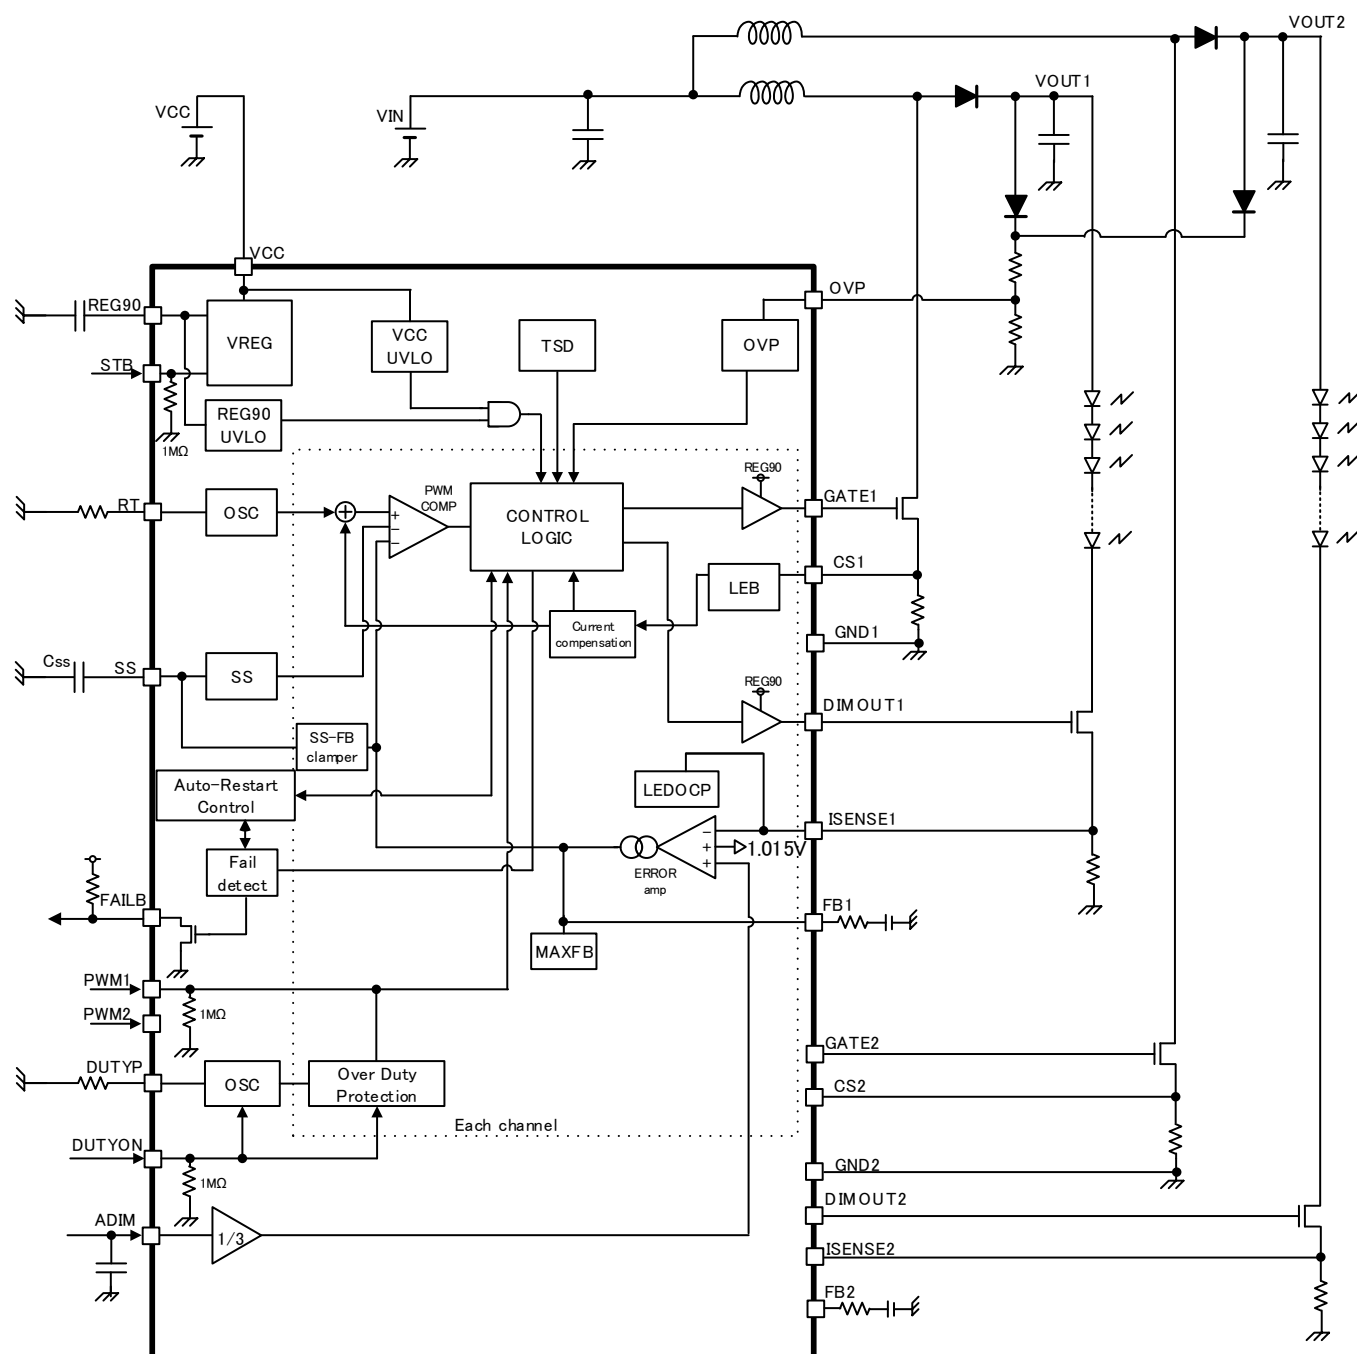 VOUT2
VOUT1
VCC
VIN
VCC
REG90
OVP
VREG
VCC
UVLO
TSD
OVP
STB
REG90
UVLO
1MΩ
RT
OSC
PWM
COMP
+
−
−
CONTROL
LOGIC
REG90
GATE1
LEB
CS1
Current
compensation
GND1
Css
SS
SS
REG90
DIMOUT1
SS-FB
clamper
Auto-Restart
Control
LEDOCP
ISENSE1
−
+
+
1.015V
ERROR
amp
Fail
detect
FAILB
FB1
MAXFB
PWM1
1MΩ
PWM2
GATE2
DUTYP
OSC
Over Duty
Protection
CS2
Each channel
DUTYON
1MΩ
GND2
DIMOUT2
ADIM
1/3
ISENSE2
FB2